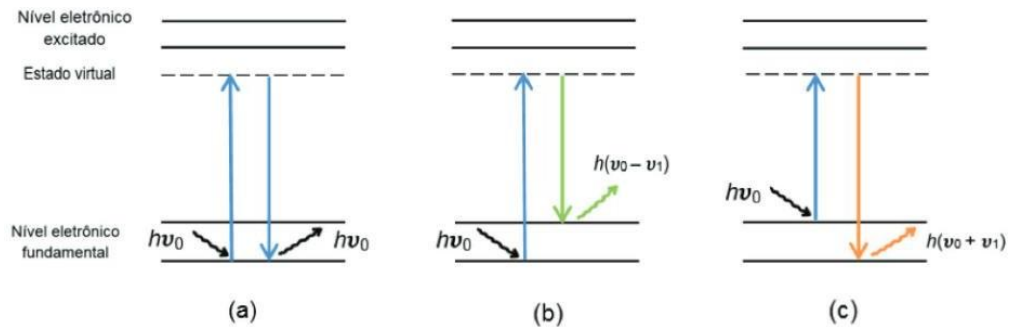 Nível eletrônico
excitado
Estado virtual
Nível eletrônico
fundamental
hυ₀
hυ₀
(a)
hυ₀
h(υ₀ – υ₁)
(b)
hυ₀
h(υ₀ + υ₁)
(c)